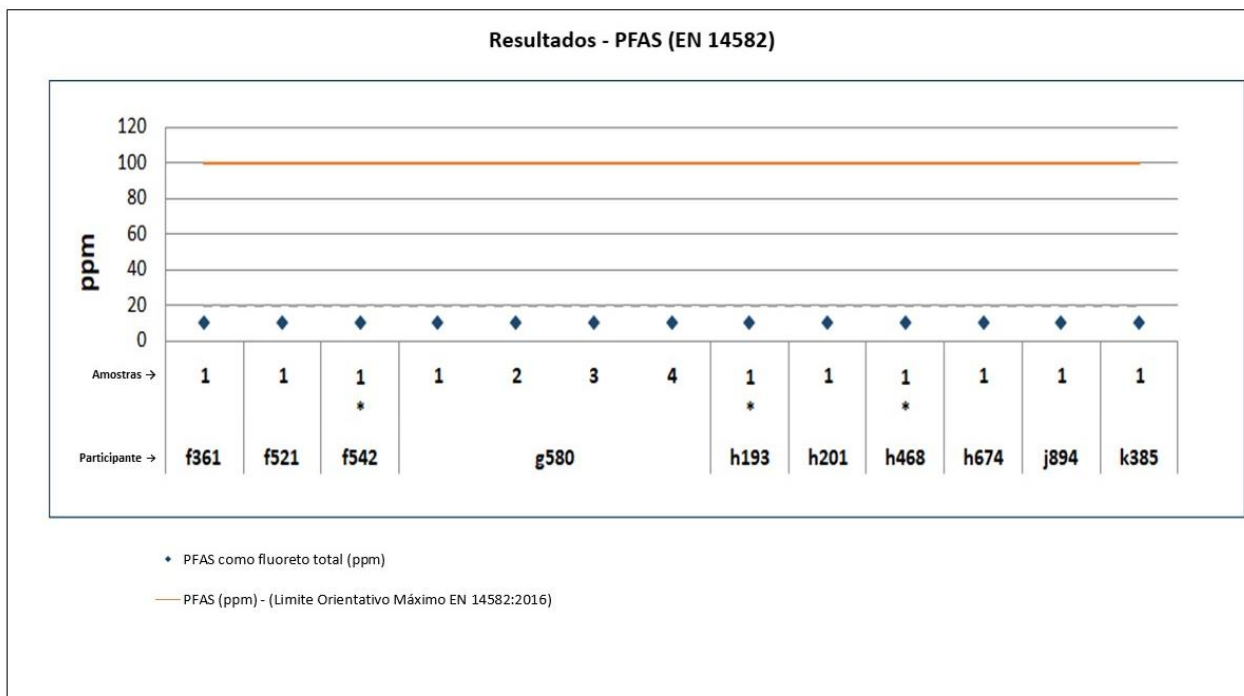 Resultados - PFAS (EN 14582)
120
100
80
60
40
20
0
ppm
Amostras → 1 1 1 1 2 3 4 1 1 1 1 1 1
* * *
Participante → f361 f521 f542 g580 h193 h201 h468 h674 j894 k385
PFAS como fluoreto total (ppm)
PFAS (ppm) - (Limite Orientativo Máximo EN 14582:2016)